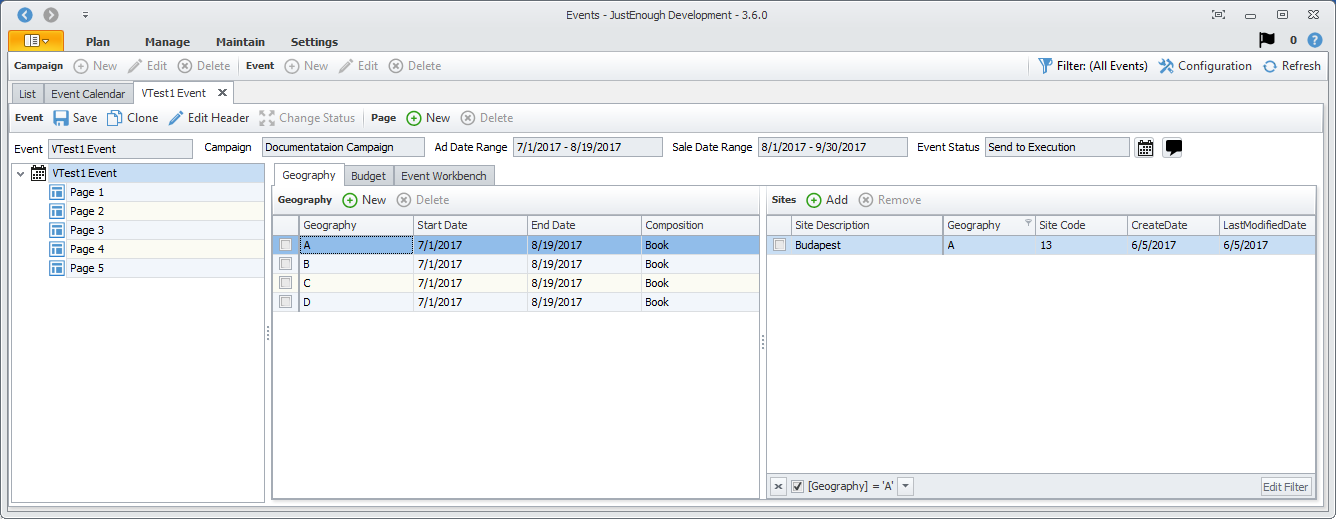 Events - JustEnough Development - 3.6.0
Plan Manage Maintain Settings 0 ?
Campaign New Edit Delete Event New Edit Delete Filter: (All Events) Configuration Refresh
List Event Calendar VTest1 Event
Event Save Clone Edit Header Change Status Page New Delete
Event VTest1 Event Campaign Documentataion Campaign Ad Date Range 7/1/2017 - 8/19/2017 Sale Date Range 8/1/2017 - 9/30/2017 Event Status Send to Execution
VTest1 Event
Page 1
Page 2
Page 3
Page 4
Page 5
Geography Budget Event Workbench
Geography New Delete
Geography Start Date End Date Composition
A 7/1/2017 8/19/2017 Book
B 7/1/2017 8/19/2017 Book
C 7/1/2017 8/19/2017 Book
D 7/1/2017 8/19/2017 Book
Sites Add Remove
Site Description Geography Site Code CreateDate LastModifiedDate
Budapest A 13 6/5/2017 6/5/2017
[Geography] = 'A' Edit Filter